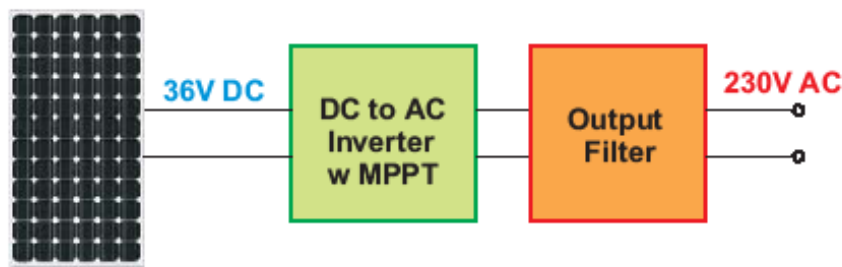 36V DC
DC to AC
Inverter
w MPPT
Output
Filter
230V AC